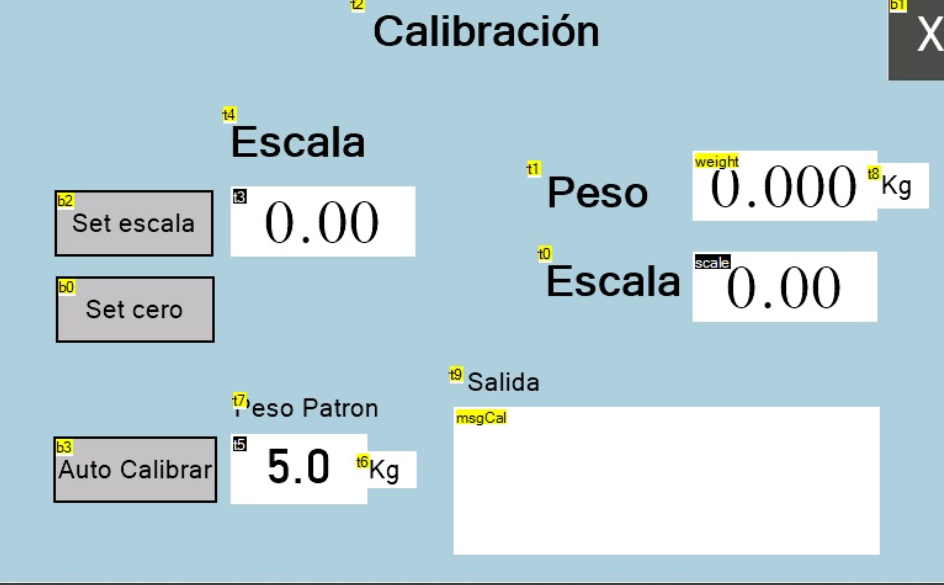 t2
Calibración
b1
X
t4
Escala
b2
Set escala
t3
0.00
t1
Peso
weight
0.000
t8
Kg
b0
Set cero
t0
Escala
scale
0.00
t7
Peso Patron
t9
Salida
b3
Auto Calibrar
t5
5.0
t6
Kg
msgCal